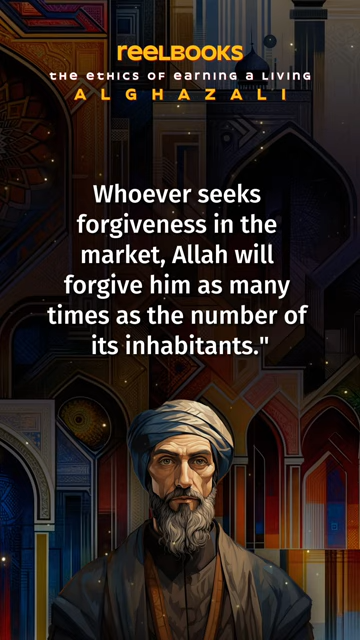 reelbooks
the ethics of earning a living
ALGHAZALI
Whoever seeks
forgiveness in the
market, Allah will
forgive him as many
times as the number of
its inhabitants."